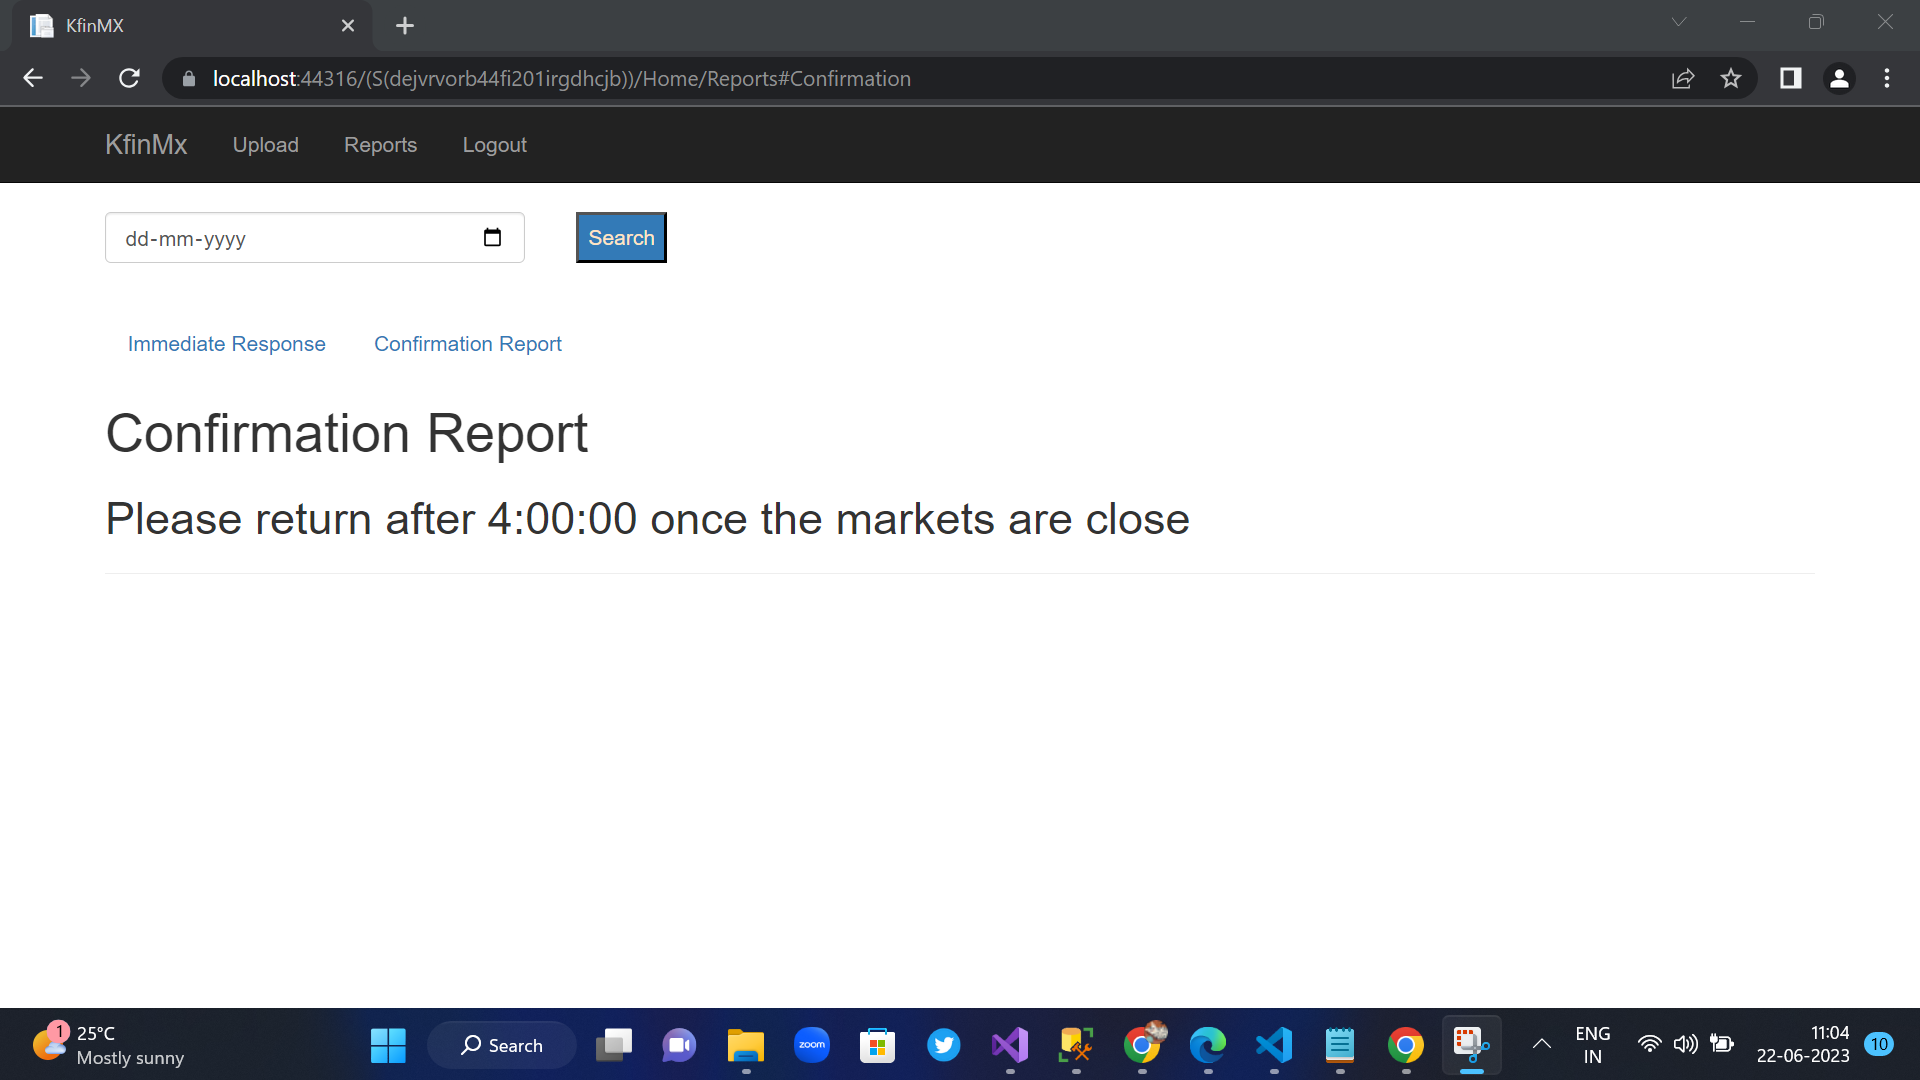 KfinMX
localhost:44316/(S(dejvrvorb44fi201irgdhcjb))/Home/Reports#Confirmation
KfinMx Upload Reports Logout
dd-mm-yyyy Search
Immediate Response Confirmation Report
Confirmation Report
Please return after 4:00:00 once the markets are close
1 25°C
Mostly sunny
Search
zoom
ENG
IN
11:04
22-06-2023
10